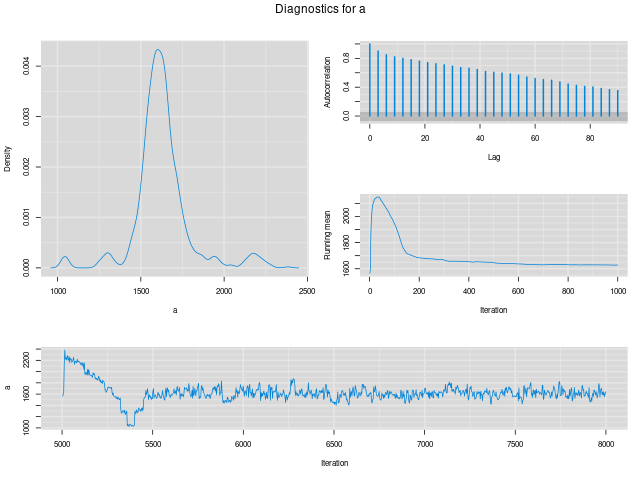 Diagnostics for a
Density
0.000 0.001 0.002 0.003 0.004
1000 1500 2000 2500
a
Autocorrelation
0.0 0.4 0.8
0 20 40 60 80
Lag
Running mean
1600 1800 2000
0 200 400 600 800 1000
Iteration
a
1000 1600 2200
5000 5500 6000 6500 7000 7500 8000
Iteration